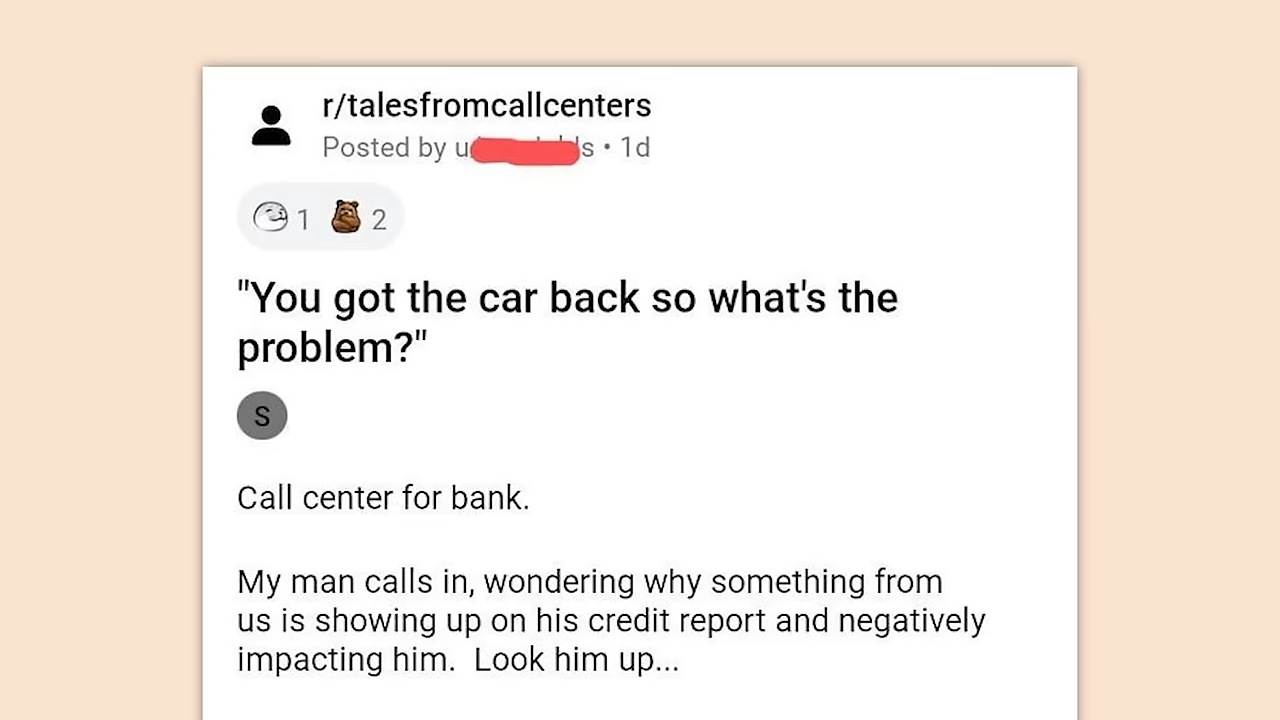 r/talesfromcallcenters
Posted by u s • 1d
1 2
"You got the car back so what's the
problem?"
S
Call center for bank.
My man calls in, wondering why something from
us is showing up on his credit report and negatively
impacting him.  Look him up...